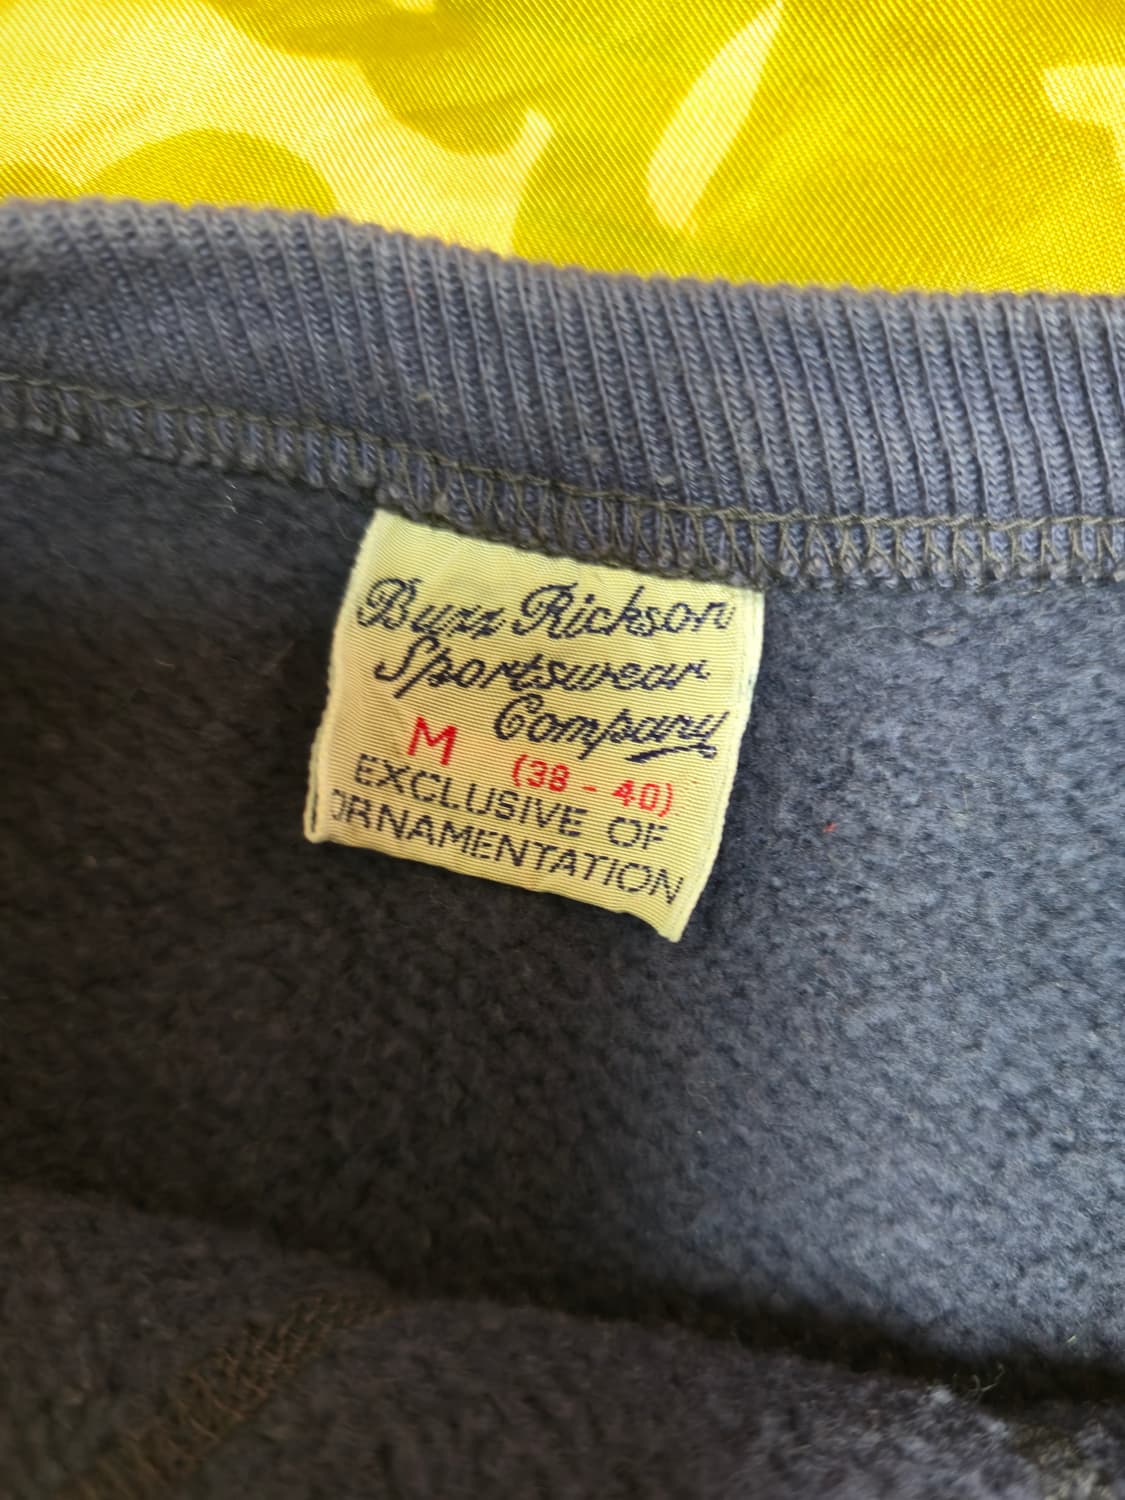 Buzz Rickson
Sportswear
Company
M (38 - 40)
EXCLUSIVE OF
ORNAMENTATION